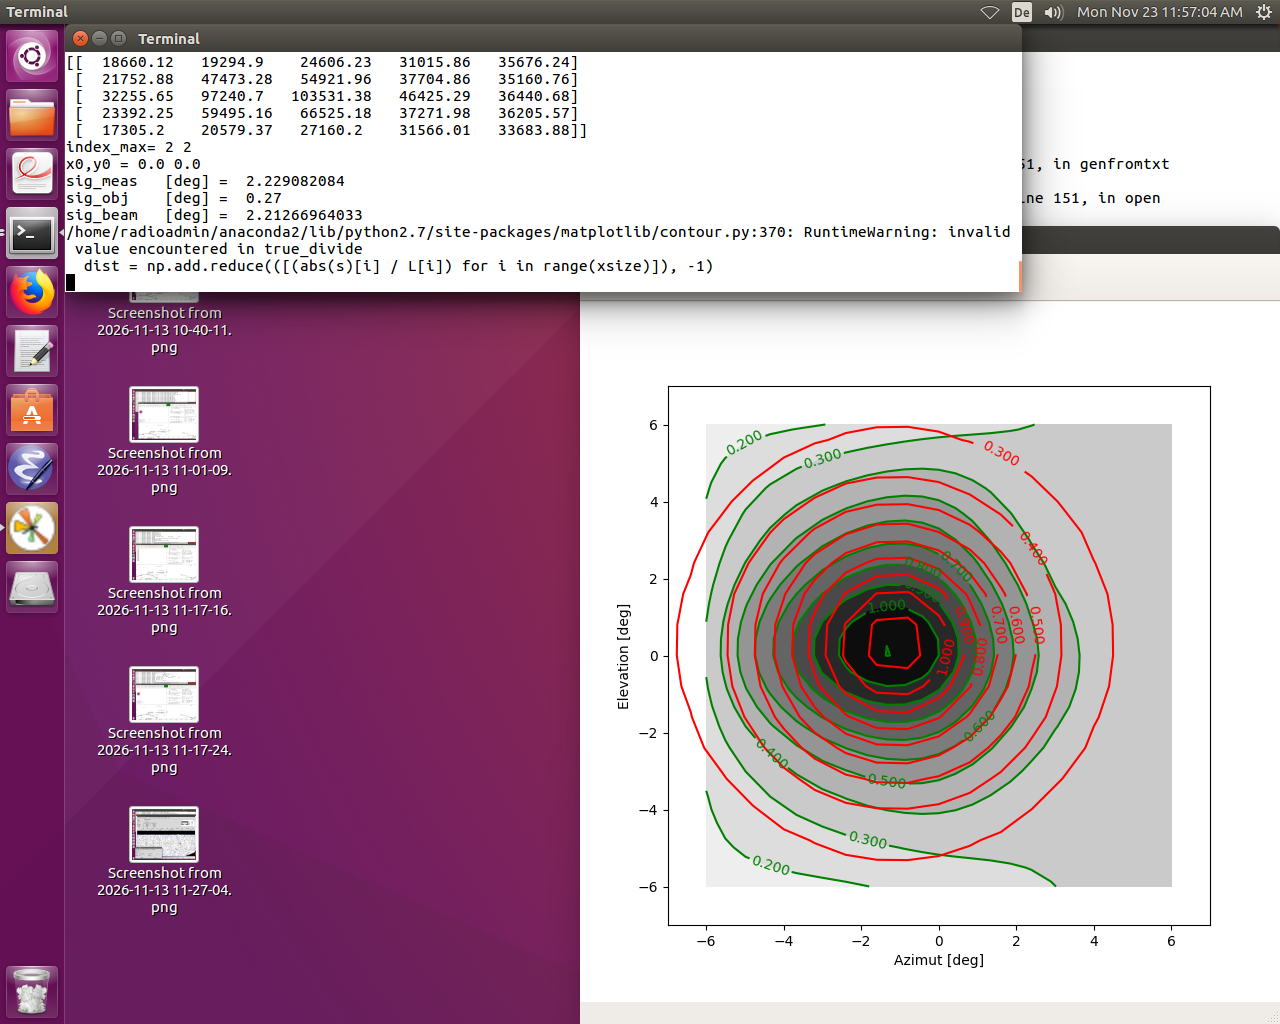 Terminal
De
Mon Nov 23 11:57:04 AM
Terminal
[[  18660.12   19294.9    24606.23   31015.86   35676.24]
 [  21752.88   47473.28   54921.96   37704.86   35160.76]
 [  32255.65   97240.7   103531.38   46425.29   36440.68]
 [  23392.25   59495.16   66525.18   37271.98   36205.57]
 [  17305.2    20579.37   27160.2    31566.01   33683.88]]
index_max= 2 2
x0,y0 = 0.0 0.0
sig_meas   [deg] =  2.229082084
sig_obj    [deg] =  0.27
sig_beam   [deg] =  2.21266964033
/home/radioadmin/anaconda2/lib/python2.7/site-packages/matplotlib/contour.py:370: RuntimeWarning: invalid
 value encountered in true_divide
  dist = np.add.reduce(([(abs(s)[i] / L[i]) for i in range(xsize)]), -1)
51, in genfromtxt
ne 151, in open
Screenshot from
2026-11-13 10-40-11.
png
Screenshot from
2026-11-13 11-01-09.
png
Screenshot from
2026-11-13 11-17-16.
png
Screenshot from
2026-11-13 11-17-24.
png
Screenshot from
2026-11-13 11-27-04.
png
6
4
2
0
−2
−4
−6
Elevation [deg]
−6
−4
−2
0
2
4
6
Azimut [deg]
0.200
0.300
0.300
0.400
0.700
1.000
0.700
0.600
0.500
1.000
0.800
0.600
0.400
0.500
0.300
0.200